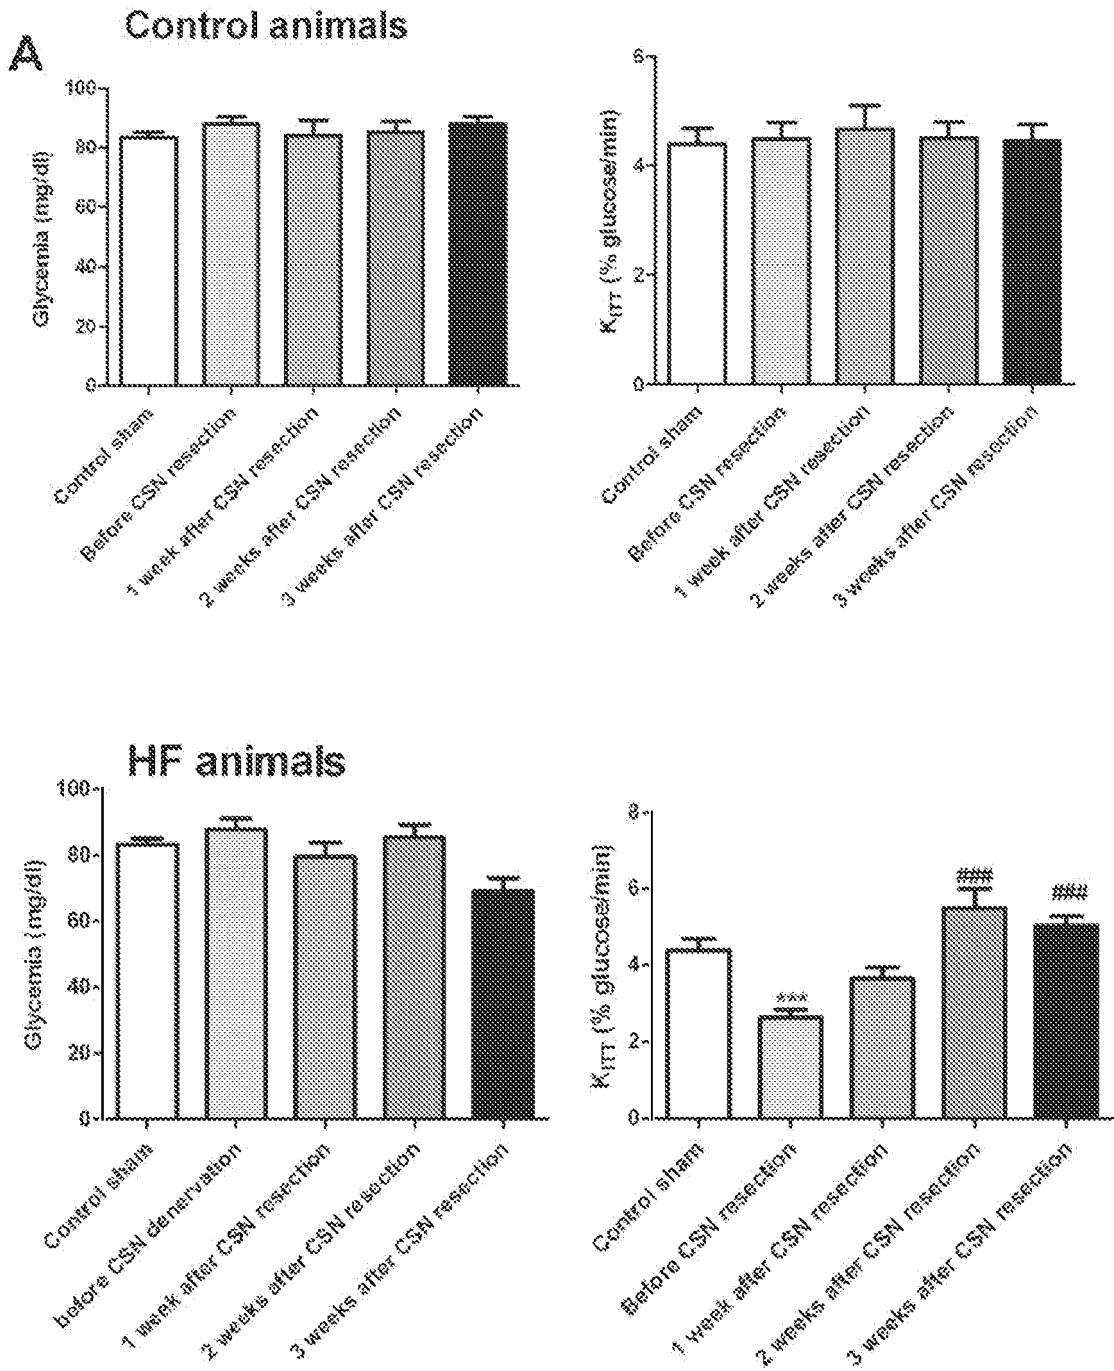 A
Control animals
Glycemia (mg/dl)
100
80
60
40
20
0
Control sham
Before CSN resection
1 week after CSN resection
2 weeks after CSN resection
3 weeks after CSN resection
K_ITT (% glucose/min)
6
4
2
0
Control sham
Before CSN resection
1 week after CSN resection
2 weeks after CSN resection
3 weeks after CSN resection
HF animals
Glycemia (mg/dl)
100
80
60
40
20
0
Control sham
before CSN denervation
1 week after CSN resection
2 weeks after CSN resection
3 weeks after CSN resection
K_ITT (% glucose/min)
8
6
4
2
0
***
###
###
Control sham
Before CSN resection
1 week after CSN resection
2 weeks after CSN resection
3 weeks after CSN resection